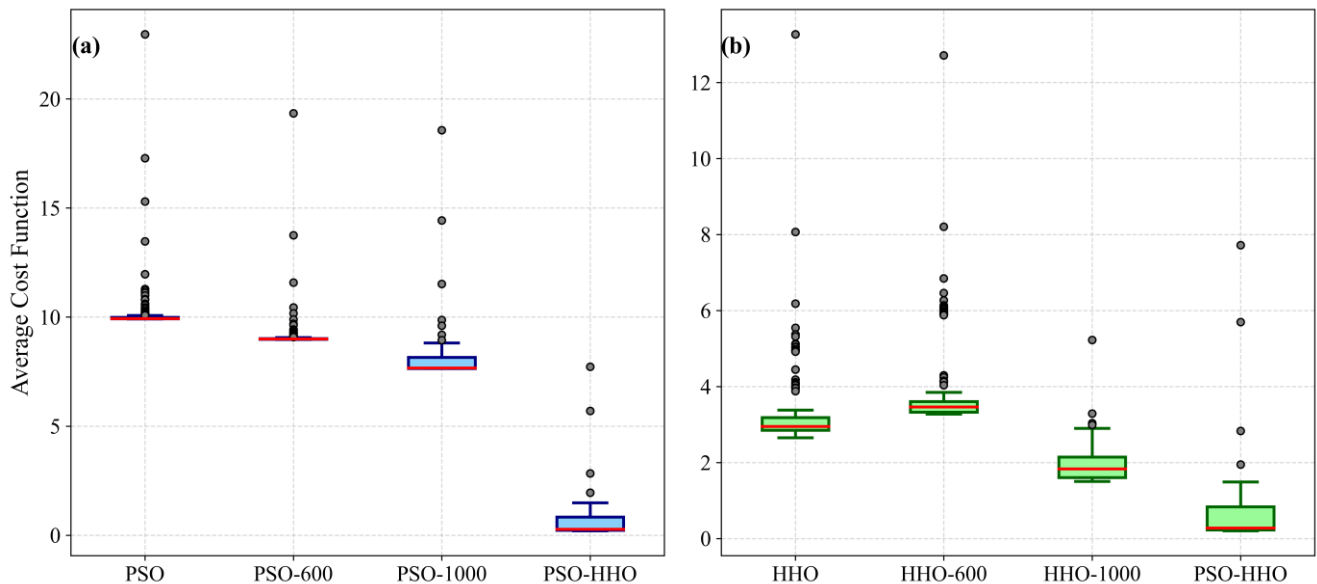 (a)
Average Cost Function
20
15
10
5
0
PSO
PSO-600
PSO-1000
PSO-HHO
(b)
12
10
8
6
4
2
0
HHO
HHO-600
HHO-1000
PSO-HHO